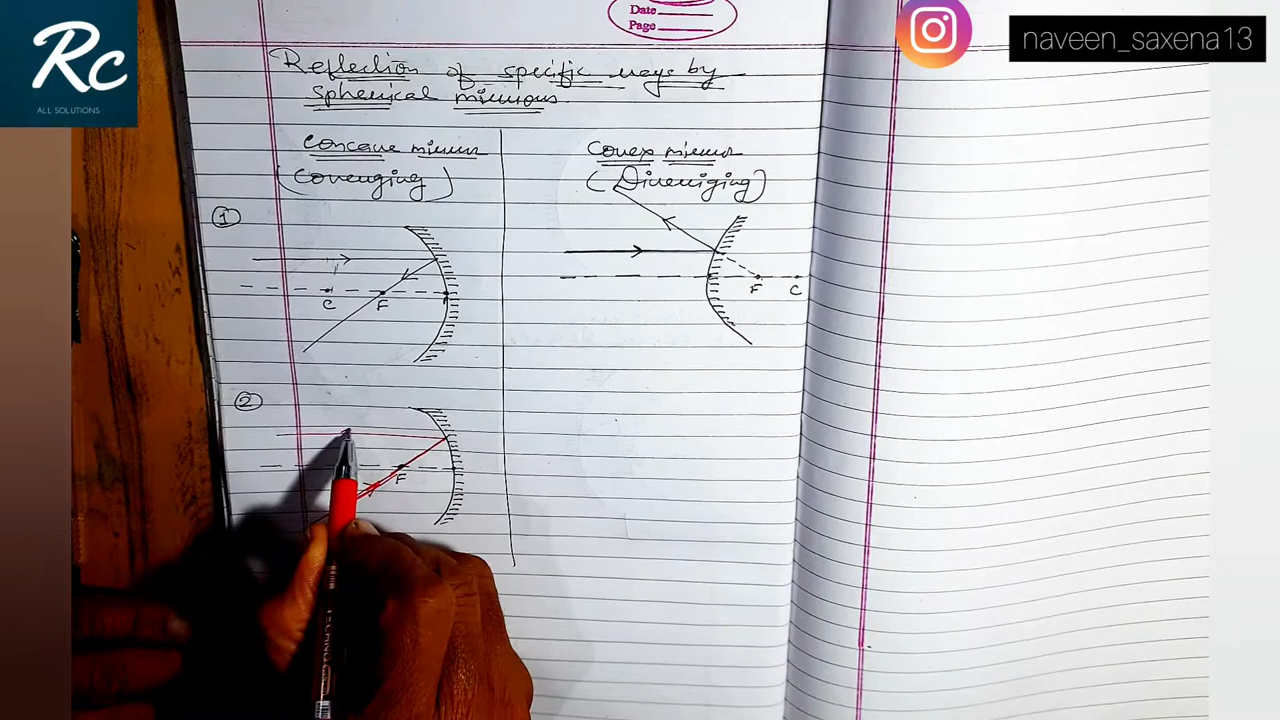 Rc
ALL SOLUTIONS
Date
Page
naveen_saxena13
Reflection of specific rays by
spherical mirrors.
Concave mirror
(Converging)
Convex mirror
(Diverging)
1
C
F
F
C
2
F